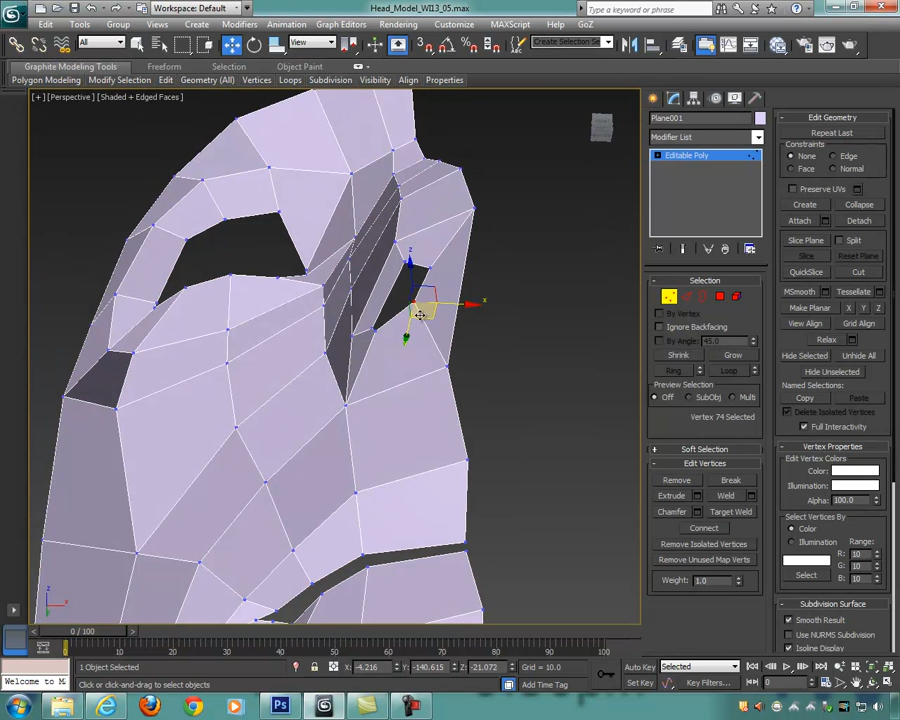 Workspace: Default
Head_Model_WII3_05.max
Type a keyword or phrase
Edit Tools Group Views Create Modifiers Animation Graph Editors Rendering Customize MAXScript Help GoZ
All
View
Create Selection Se
Graphite Modeling Tools Freeform Selection Object Paint
Polygon Modeling Modify Selection Edit Geometry (All) Vertices Loops Subdivision Visibility Align Properties
[+] [Perspective] [Shaded + Edged Faces]
z
x
z
x
Plane001
Modifier List
Editable Poly
Selection
By Vertex
Ignore Backfacing
By Angle: 45.0
Shrink Grow
Ring Loop
Preview Selection
Off SubObj Multi
Vertex 74 Selected
Soft Selection
Edit Vertices
Remove Break
Extrude Weld
Chamfer Target Weld
Connect
Remove Isolated Vertices
Remove Unused Map Verts
Weight: 1.0
Edit Geometry
Repeat Last
Constraints
None Edge
Face Normal
Preserve UVs
Create Collapse
Attach Detach
Slice Plane Split
Slice Reset Plane
QuickSlice Cut
MSmooth Tessellate
Make Planar X Y Z
View Align Grid Align
Relax
Hide Selected Unhide All
Hide Unselected
Named Selections:
Copy Paste
Delete Isolated Vertices
Full Interactivity
Vertex Properties
Edit Vertex Colors
Color:
Illumination:
Alpha: 100.0
Select Vertices By
Color
Illumination
Range:
R: 10
G: 10
B: 10
Select
Subdivision Surface
Smooth Result
Use NURMS Subdivision
Isoline Display
0 / 100
0 10 20 30 40 50 60 70 80 90 100
Welcome to M
1 Object Selected
Click or click-and-drag to select objects
X: -4.216 Y: -140.615 Z: -21.072 Grid = 10.0
Add Time Tag
Auto Key Selected
Set Key Key Filters...
0